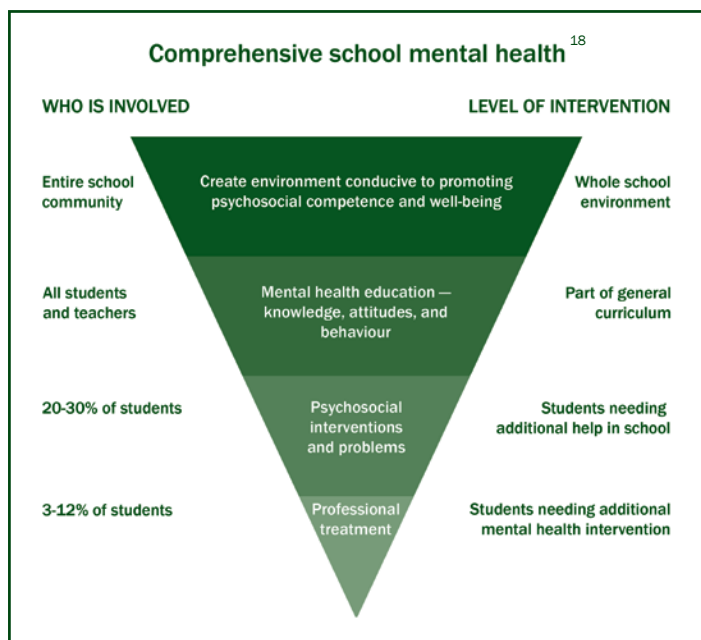 Comprehensive school mental health 18
WHO IS INVOLVED
LEVEL OF INTERVENTION
Entire school
community
Create environment conducive to promoting
psychosocial competence and well-being
Whole school
environment
All students
and teachers
Mental health education —
knowledge, attitudes, and
behaviour
Part of general
curriculum
20-30% of students
Psychosocial
interventions
and problems
Students needing
additional help in school
3-12% of students
Professional
treatment
Students needing additional
mental health intervention